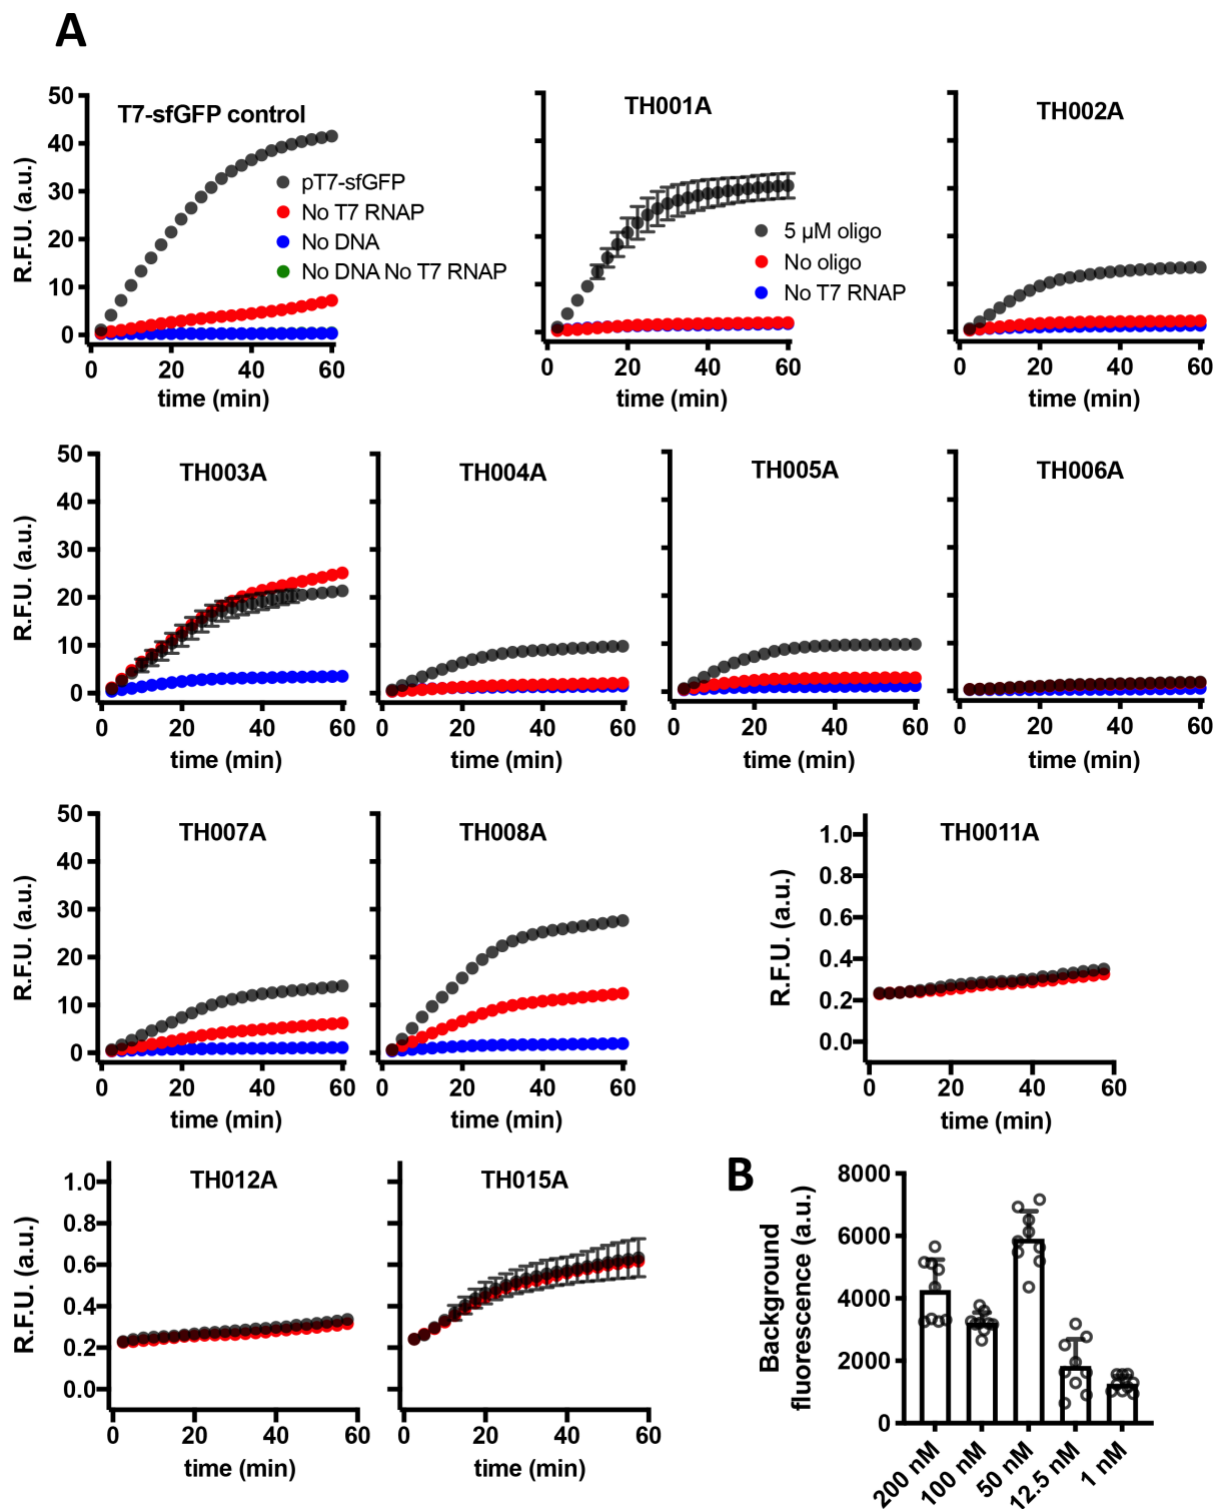 A
T7-sfGFP control
R.F.U. (a.u.)
50
40
30
20
10
0
pT7-sfGFP
No T7 RNAP
No DNA
No DNA No T7 RNAP
0 20 40 60
time (min)
TH001A
5 µM oligo
No oligo
No T7 RNAP
0 20 40 60
time (min)
TH002A
0 20 40 60
time (min)
TH003A
R.F.U. (a.u.)
50
40
30
20
10
0
0 20 40 60
time (min)
TH004A
0 20 40 60
time (min)
TH005A
0 20 40 60
time (min)
TH006A
0 20 40 60
time (min)
TH007A
R.F.U. (a.u.)
50
40
30
20
10
0
0 20 40 60
time (min)
TH008A
0 20 40 60
time (min)
TH0011A
R.F.U. (a.u.)
1.0
0.8
0.6
0.4
0.2
0.0
0 20 40 60
time (min)
TH012A
R.F.U. (a.u.)
1.0
0.8
0.6
0.4
0.2
0.0
0 20 40 60
time (min)
TH015A
0 20 40 60
time (min)
B
Background
fluorescence (a.u.)
8000
6000
4000
2000
0
200 nM
100 nM
50 nM
12.5 nM
1 nM